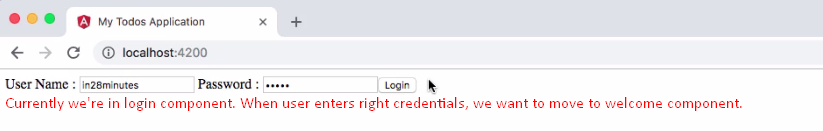 My Todos Application
localhost:4200
User Name : in28minutes Password : ••••• Login
Currently we're in login component. When user enters right credentials, we want to move to welcome component.